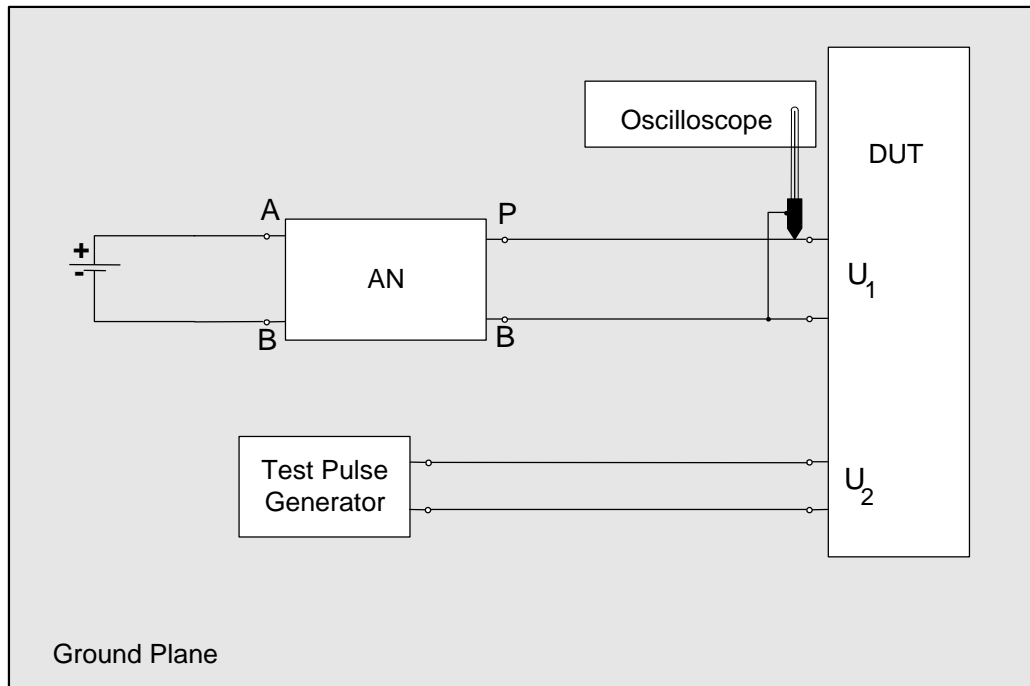 Oscilloscope
DUT
A
P
+
-
AN
U1
B
B
Test Pulse
Generator
U2
Ground Plane